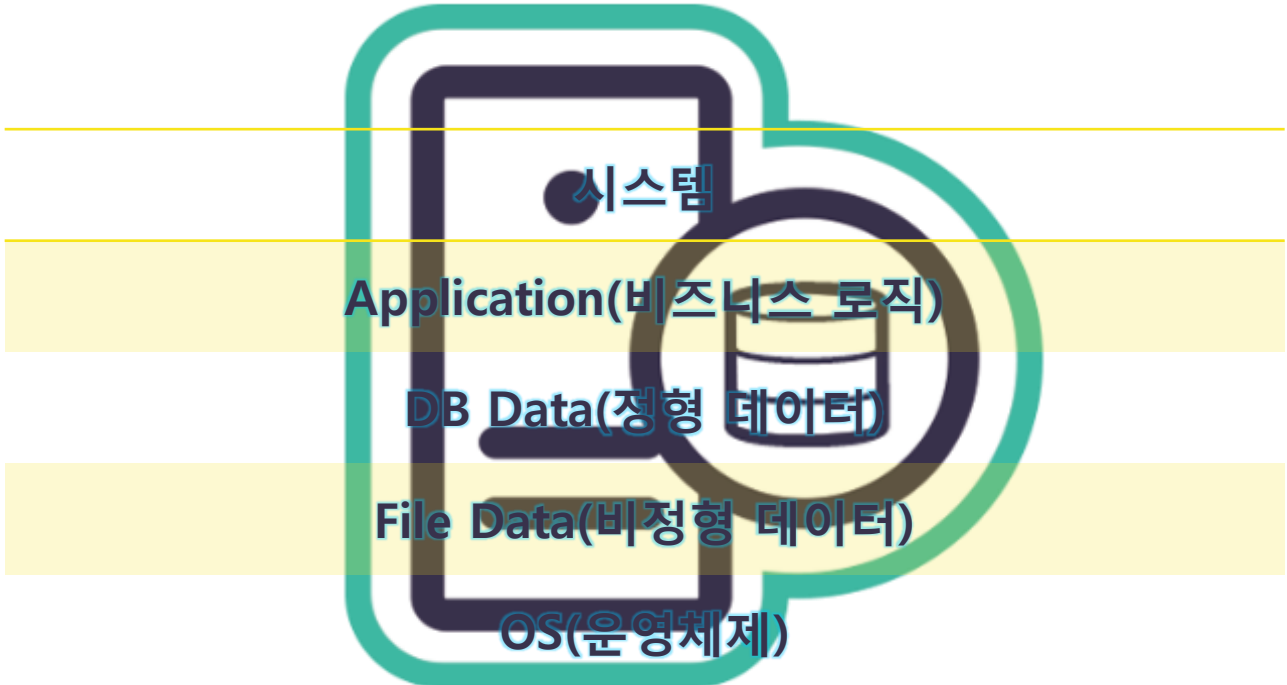 시스템
Application(비즈니스 로직)
DB Data(정형 데이터)
File Data(비정형 데이터)
OS(운영체제)